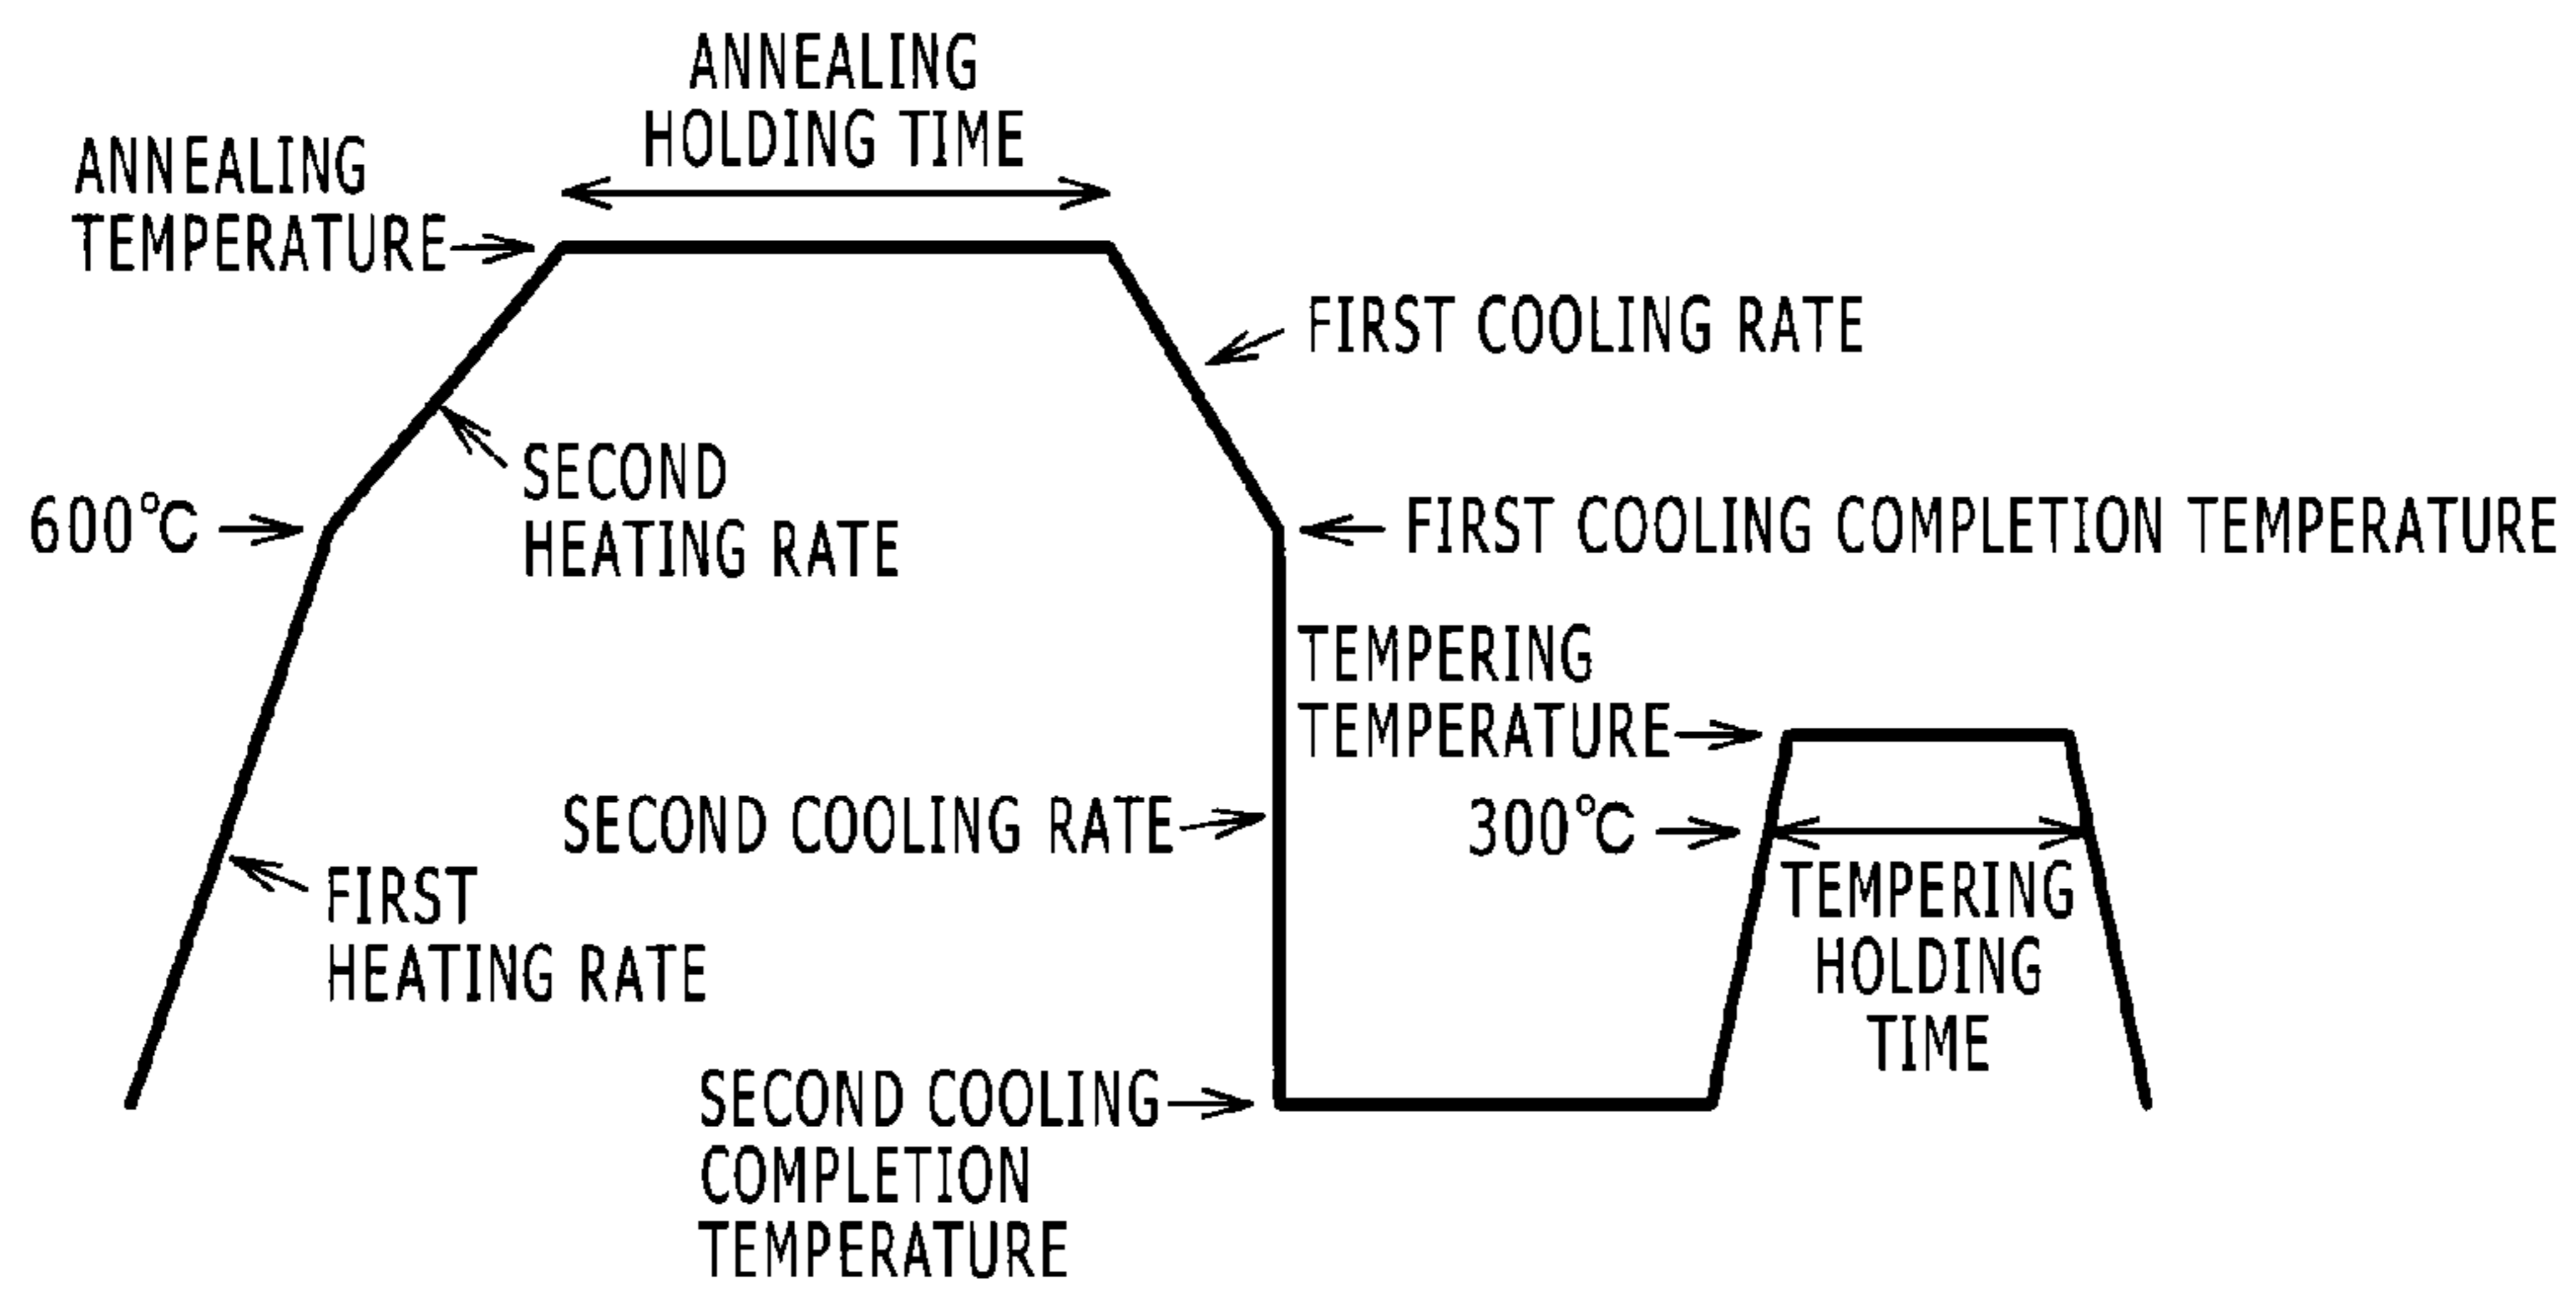 ANNEALING
HOLDING TIME
ANNEALING
TEMPERATURE
FIRST COOLING RATE
SECOND
HEATING RATE
600°C
FIRST COOLING COMPLETION TEMPERATURE
TEMPERING
TEMPERATURE
SECOND COOLING RATE
300°C
FIRST
HEATING RATE
TEMPERING
HOLDING
TIME
SECOND COOLING
COMPLETION
TEMPERATURE